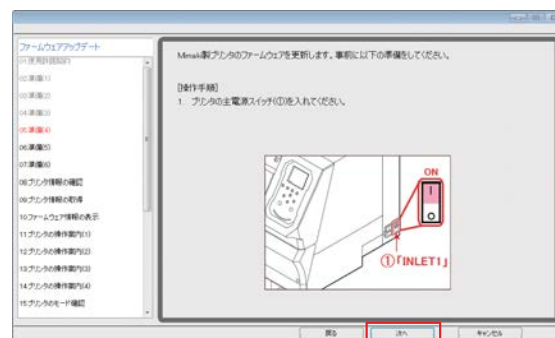 ファームウェアアップデート
01.使用許諾契約
02.準備(1)
03.準備(2)
04.準備(3)
05.準備(4)
06.準備(5)
07.準備(6)
08.プリンタ情報の確認
09.プリンタ情報の取得
10.ファームウェア情報の表示
11.プリンタの操作案内(1)
12.プリンタの操作案内(2)
13.プリンタの操作案内(3)
14.プリンタの操作案内(4)
15.プリンタのモード確認
Mimaki製プリンタのファームウェアを更新します。事前に以下の準備をしてください。
[操作手順]
1. プリンタの主電源スイッチ(①)を入れてください。
ON
①「INLET1」
戻る
次へ
キャンセル